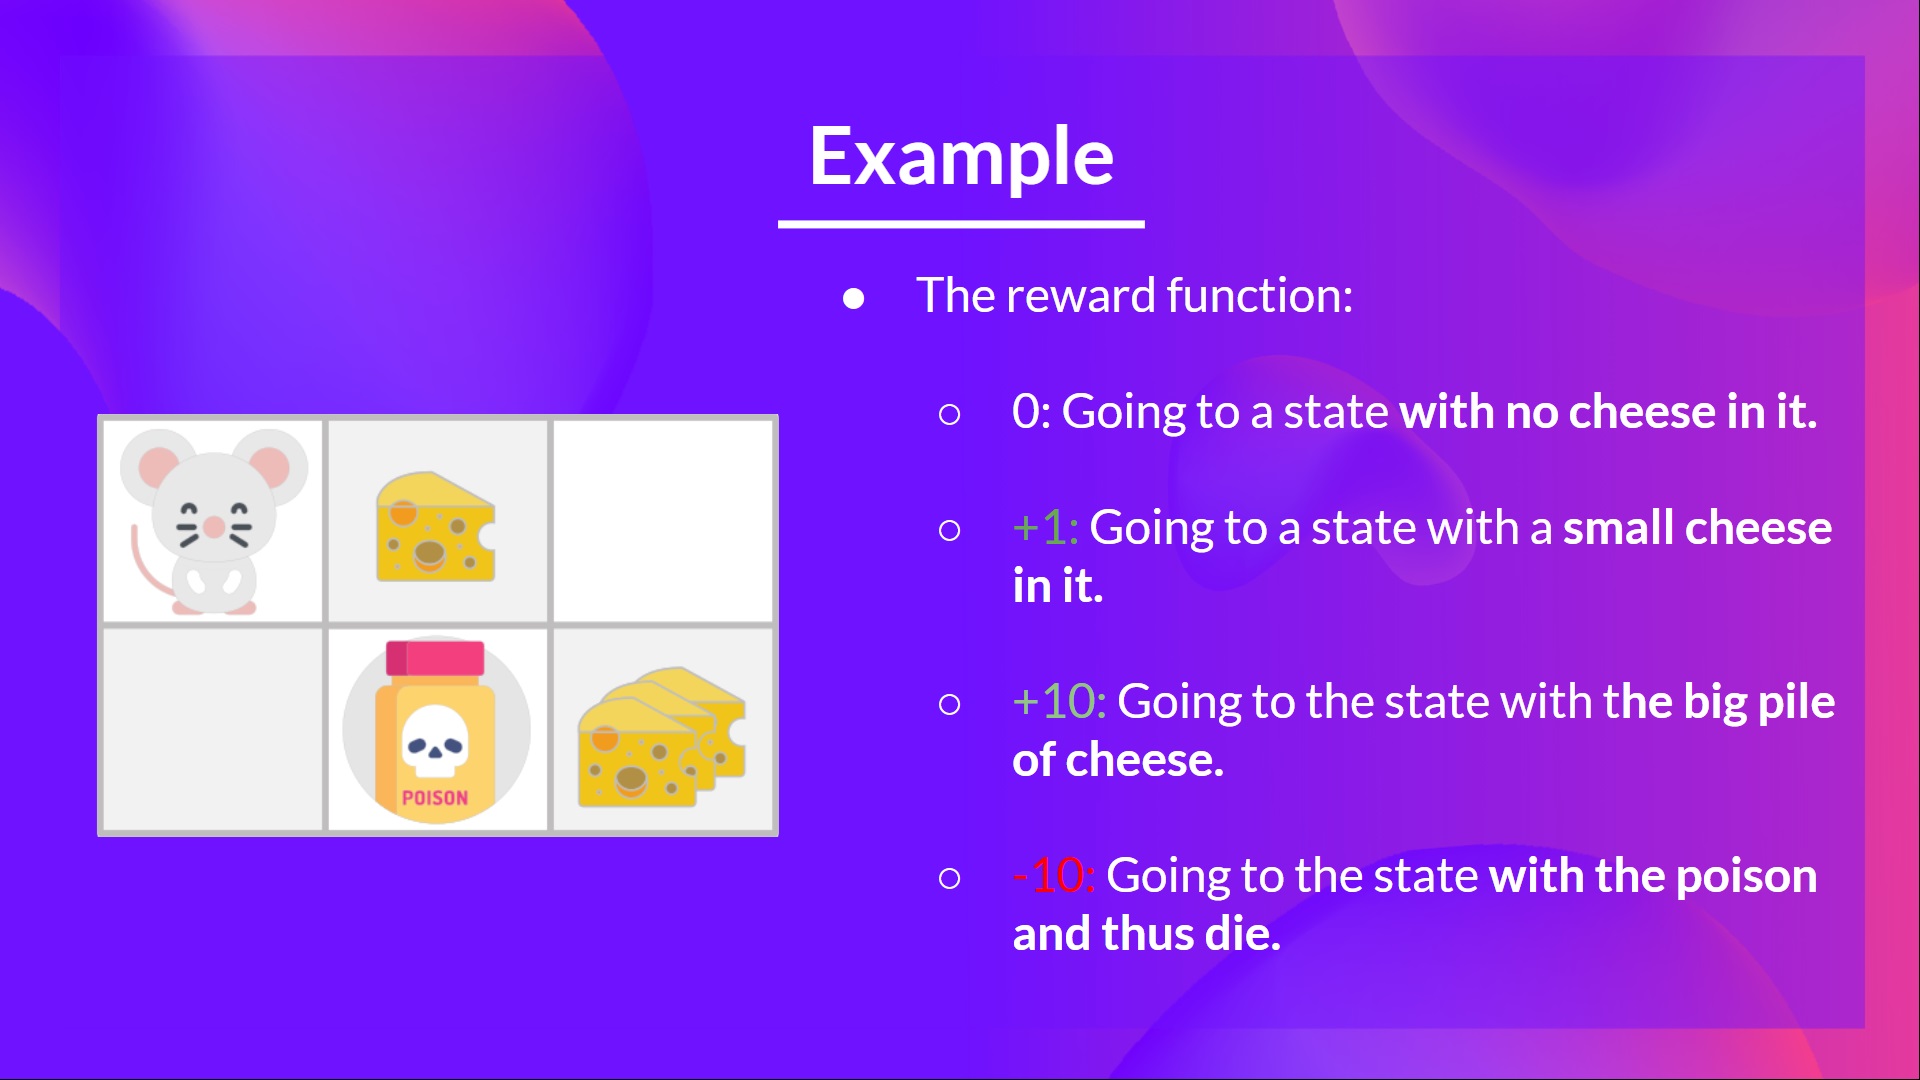 Example
● The reward function:
○ 0: Going to a state with no cheese in it.
○ +1: Going to a state with a small cheese
in it.
○ +10: Going to the state with the big pile
of cheese.
○ -10: Going to the state with the poison
and thus die.
POISON